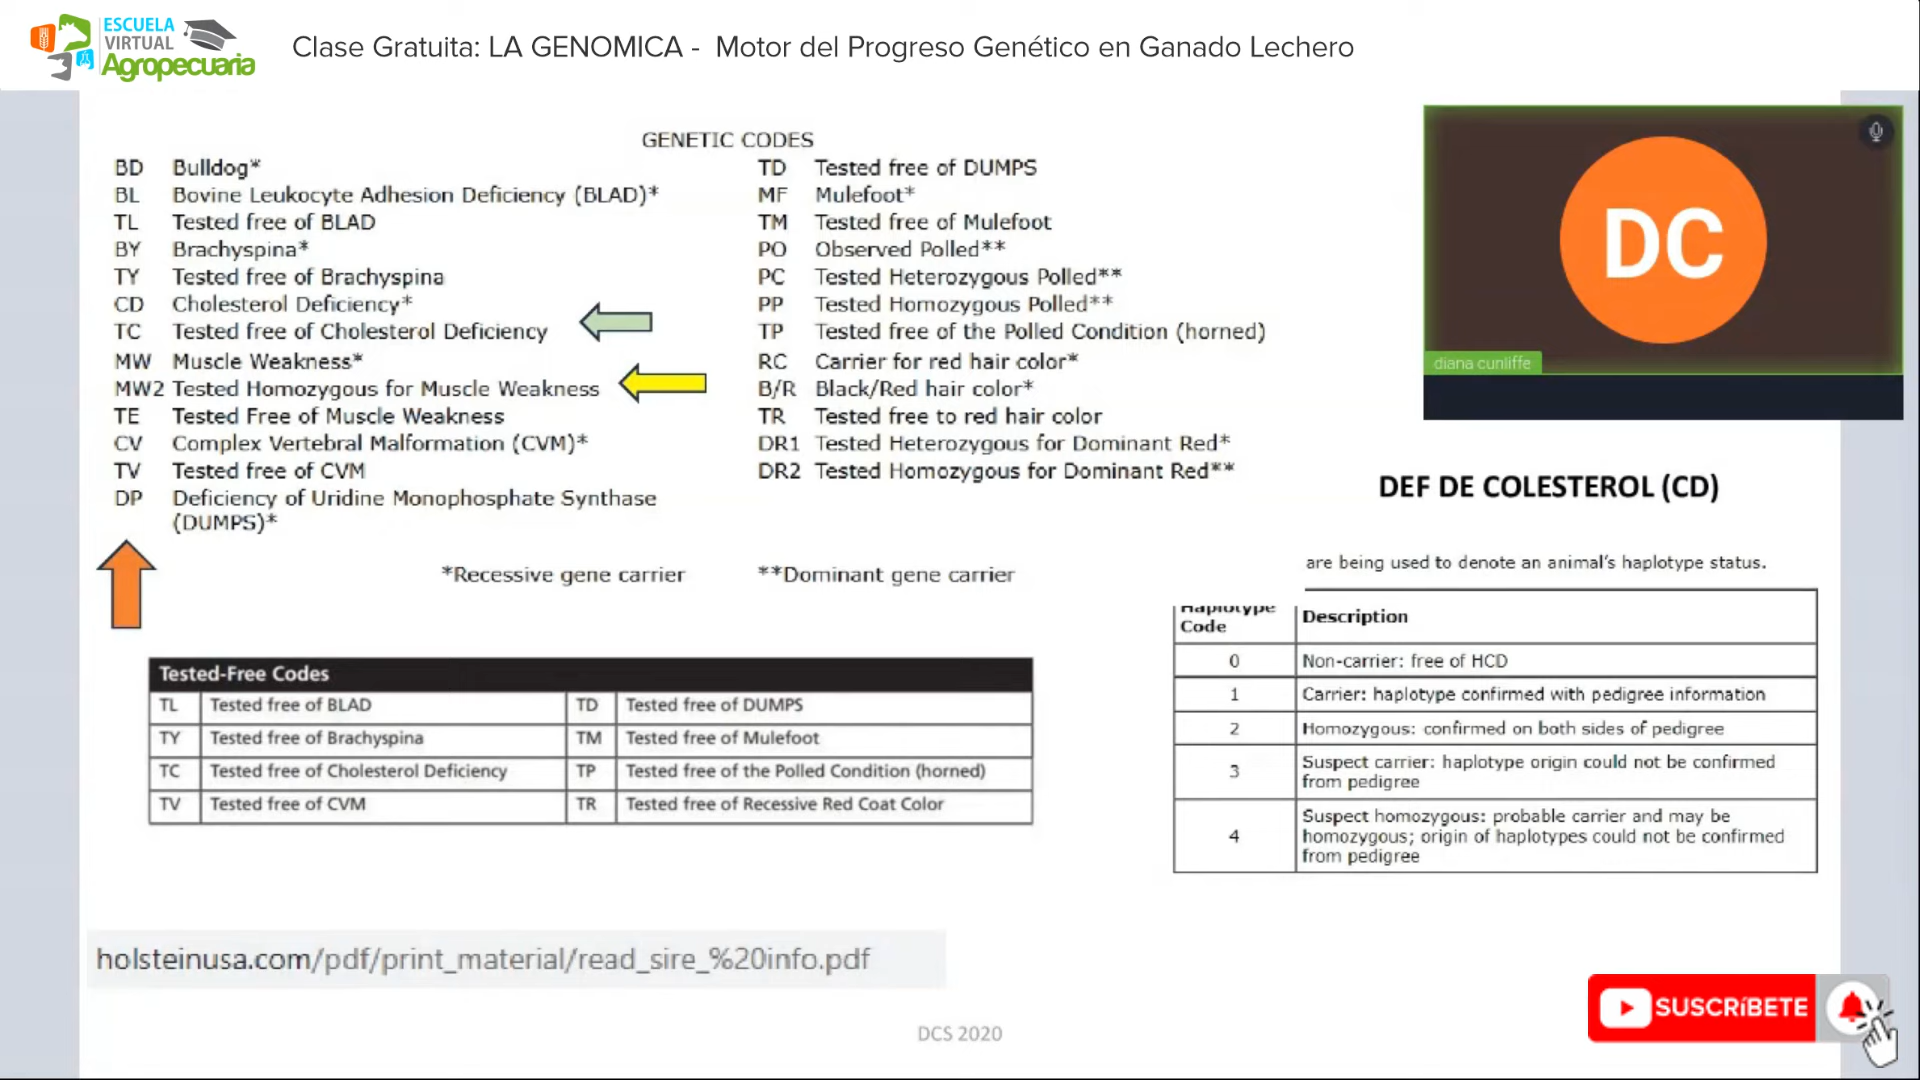 ESCUELA
VIRTUAL
Agropecuaria
Clase Gratuita: LA GENOMICA - Motor del Progreso Genético en Ganado Lechero
GENETIC CODES
BD Bulldog*
BL Bovine Leukocyte Adhesion Deficiency (BLAD)*
TL Tested free of BLAD
BY Brachyspina*
TY Tested free of Brachyspina
CD Cholesterol Deficiency*
TC Tested free of Cholesterol Deficiency
MW Muscle Weakness*
MW2 Tested Homozygous for Muscle Weakness
TE Tested Free of Muscle Weakness
CV Complex Vertebral Malformation (CVM)*
TV Tested free of CVM
DP Deficiency of Uridine Monophosphate Synthase
(DUMPS)*
TD Tested free of DUMPS
MF Mulefoot*
TM Tested free of Mulefoot
PO Observed Polled**
PC Tested Heterozygous Polled**
PP Tested Homozygous Polled**
TP Tested free of the Polled Condition (horned)
RC Carrier for red hair color*
B/R Black/Red hair color*
TR Tested free to red hair color
DR1 Tested Heterozygous for Dominant Red*
DR2 Tested Homozygous for Dominant Red**
*Recessive gene carrier **Dominant gene carrier
DC
diana cunliffe
DEF DE COLESTEROL (CD)
are being used to denote an animal's haplotype status.
Haplotype
Code
Description
0 Non-carrier: free of HCD
1 Carrier: haplotype confirmed with pedigree information
2 Homozygous: confirmed on both sides of pedigree
3 Suspect carrier: haplotype origin could not be confirmed
from pedigree
4 Suspect homozygous: probable carrier and may be
homozygous; origin of haplotypes could not be confirmed
from pedigree
Tested-Free Codes
TL Tested free of BLAD TD Tested free of DUMPS
TY Tested free of Brachyspina TM Tested free of Mulefoot
TC Tested free of Cholesterol Deficiency TP Tested free of the Polled Condition (horned)
TV Tested free of CVM TR Tested free of Recessive Red Coat Color
holsteinusa.com/pdf/print_material/read_sire_%20info.pdf
DCS 2020
SUSCRíBETE